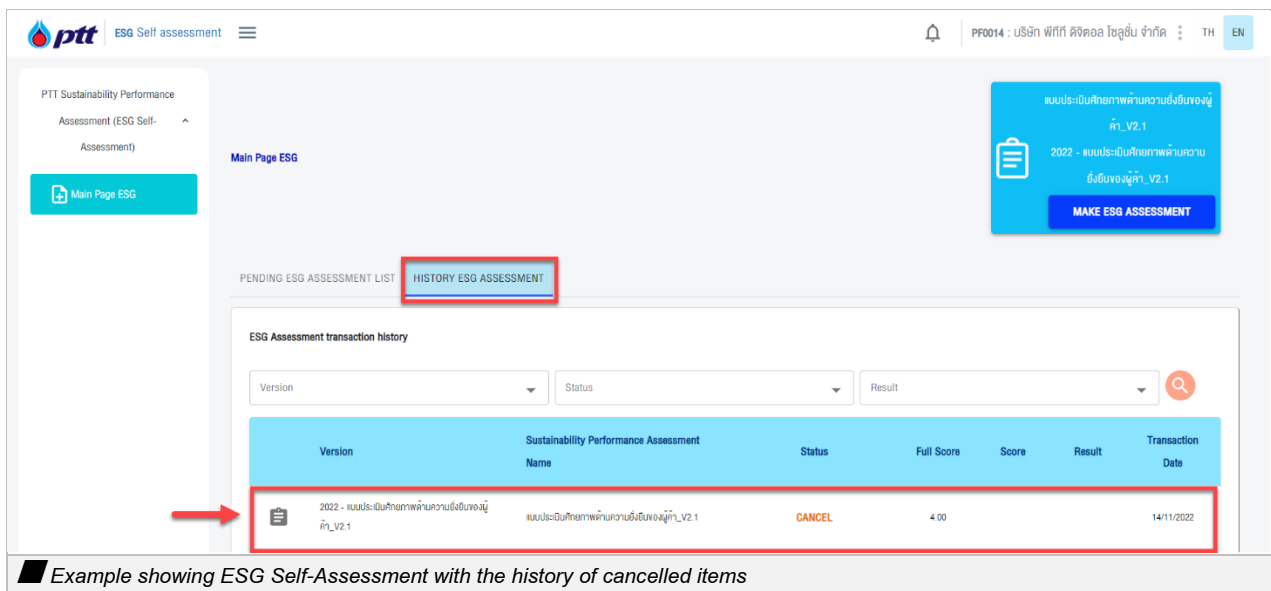 ptt ESG Self assessment
PF0014 : บริษัท พีทีที ดิจิตอล โซลูชั่น จำกัด TH EN
PTT Sustainability Performance
Assessment (ESG Self-
Assessment)
Main Page ESG
Main Page ESG
แบบประเมินศักยภาพด้านความยั่งยืนของผู้
ค้า_V2.1
2022 - แบบประเมินศักยภาพด้านความ
ยั่งยืนของผู้ค้า_V2.1
MAKE ESG ASSESSMENT
PENDING ESG ASSESSMENT LIST HISTORY ESG ASSESSMENT
ESG Assessment transaction history
Version Status Result
Version Sustainability Performance Assessment
Name Status Full Score Score Result Transaction
Date
2022 - แบบประเมินศักยภาพด้านความยั่งยืนของผู้
ค้า_V2.1 แบบประเมินศักยภาพด้านความยั่งยืนของผู้ค้า_V2.1 CANCEL 4.00 14/11/2022
Example showing ESG Self-Assessment with the history of cancelled items